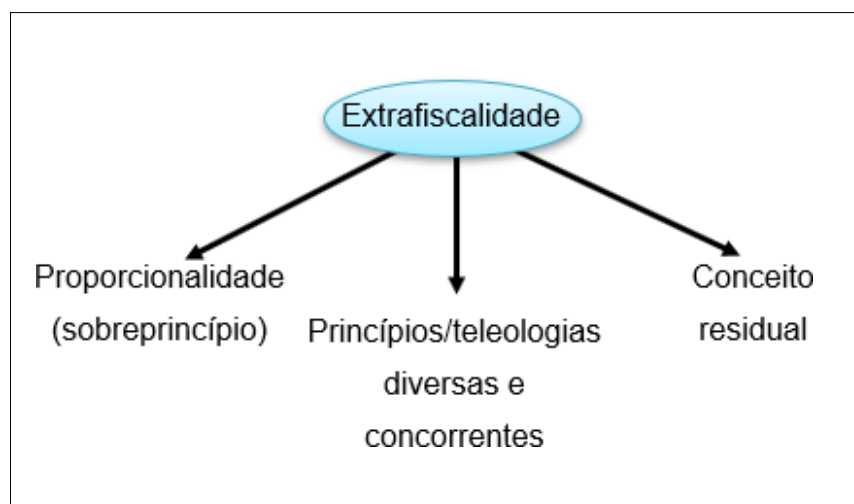 Extrafiscalidade
Proporcionalidade
(sobreprincípio)
Princípios/teleologias
diversas e
concorrentes
Conceito
residual